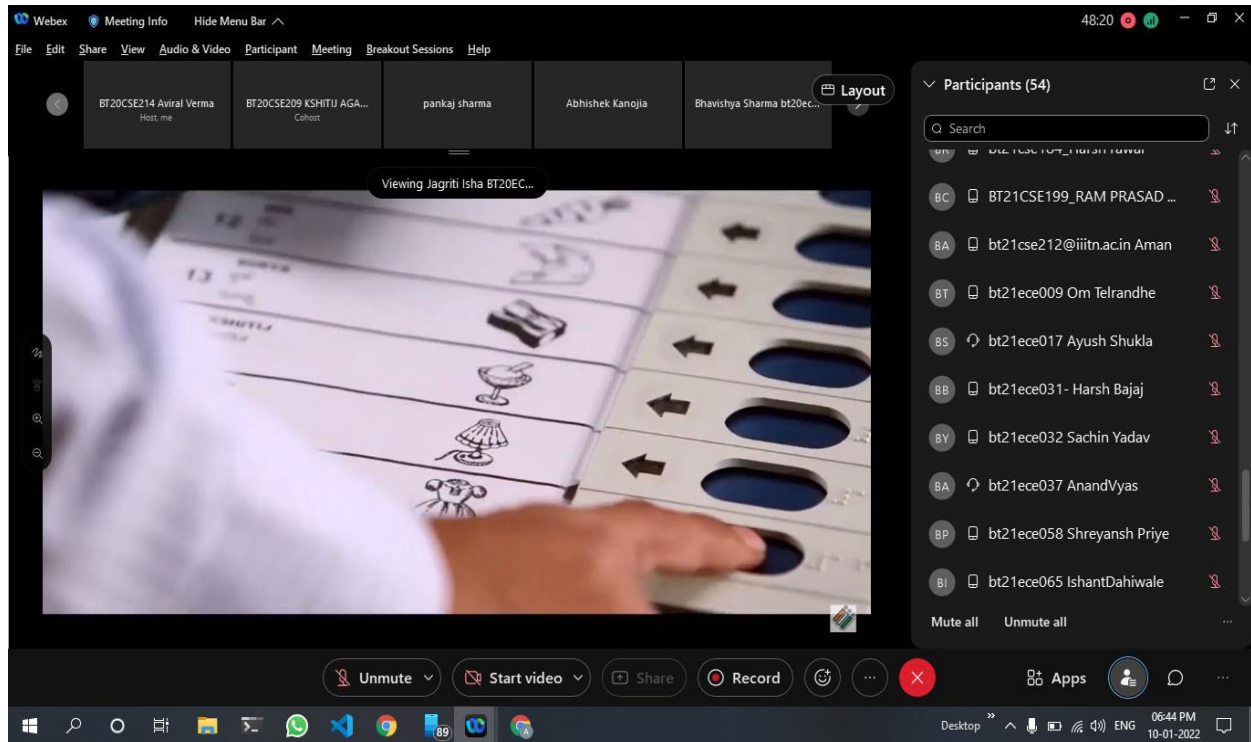 Webex Meeting Info Hide Menu Bar 48:20
File Edit Share View Audio & Video Participant Meeting Breakout Sessions Help
BT20CSE214 Aviral Verma
Host, me
BT20CSE209 KSHITIJ AGA...
Cohost
pankaj sharma
Abhishek Kanojia
Bhavishya Sharma bt20ec...
Layout
Viewing Jagriti Isha BT20EC...
12
13
Participants (54)
Search
BR bt21cse184_Harsh Rawat
BC BT21CSE199_RAM PRASAD ...
BA bt21cse212@iiitn.ac.in Aman
BT bt21ece009 Om Telrandhe
BS bt21ece017 Ayush Shukla
BB bt21ece031- Harsh Bajaj
BY bt21ece032 Sachin Yadav
BA bt21ece037 AnandVyas
BP bt21ece058 Shreyansh Priye
BI bt21ece065 IshantDahiwale
Mute all Unmute all
Unmute Start video Share Record Apps
89 Desktop ENG 06:44 PM
10-01-2022